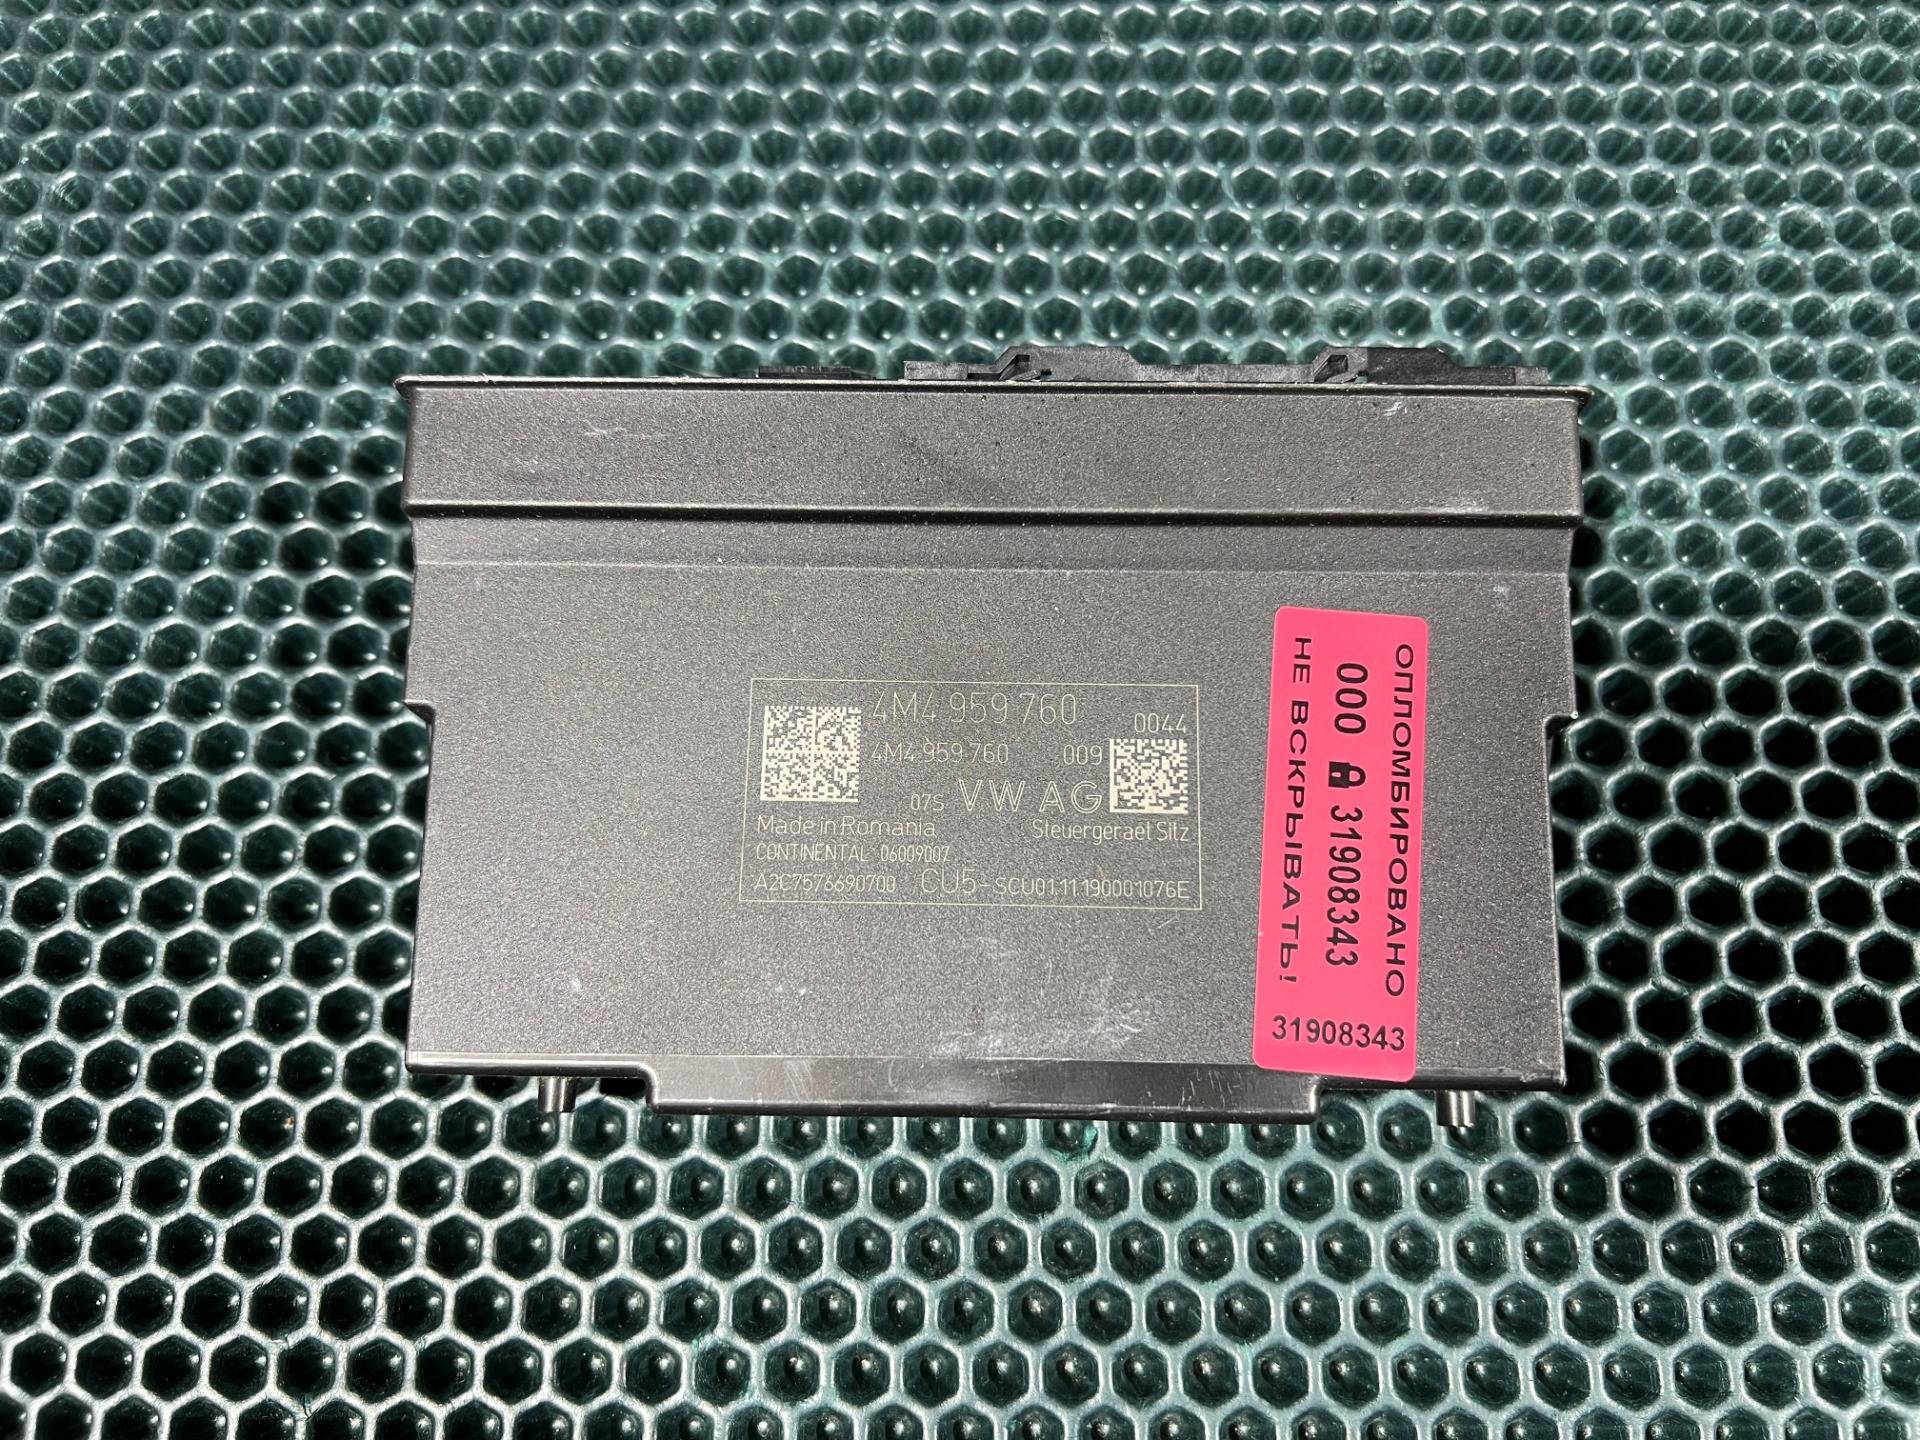 4M4 959 760
0044
4M4 959 760 009
07S VW AG
Made in Romania Steuergeraet Sitz
CONTINENTAL 06009007
A2C7576690700 CU5-SCU01.11.190001076E
ОПЛОМБИРОВАНО
000 31908343
НЕ ВСКРЫВАТЬ!
31908343